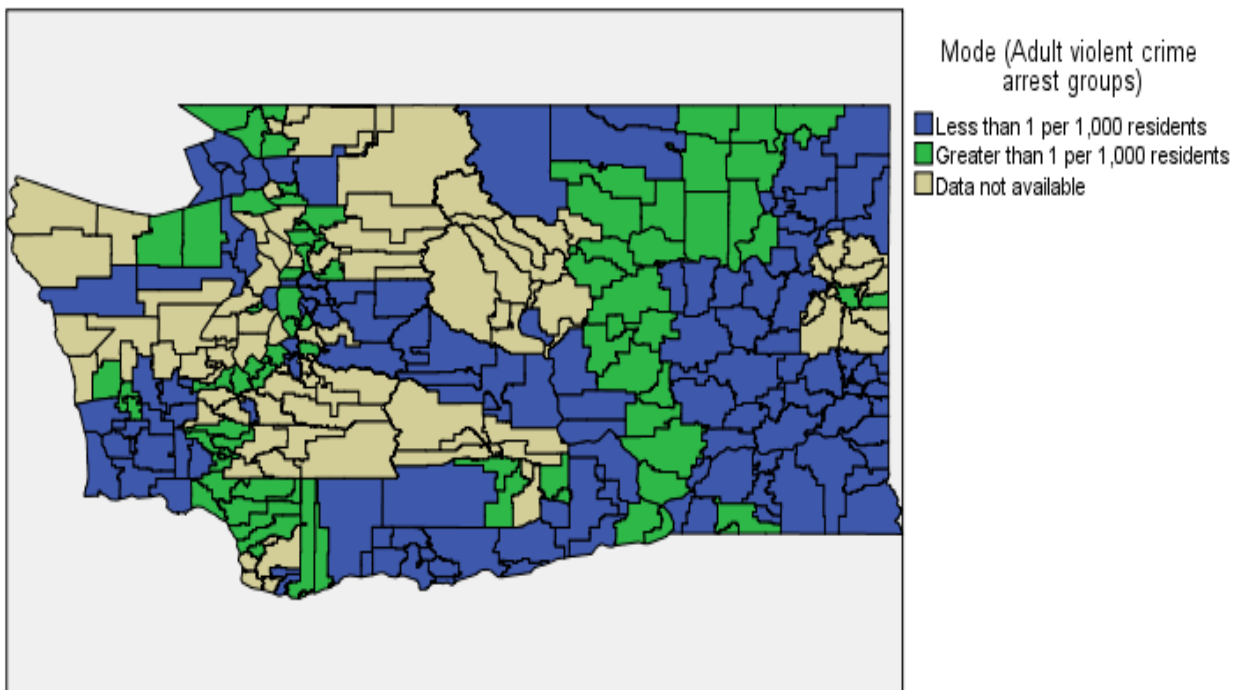 Mode (Adult violent crime
arrest groups)
Less than 1 per 1,000 residents
Greater than 1 per 1,000 residents
Data not available